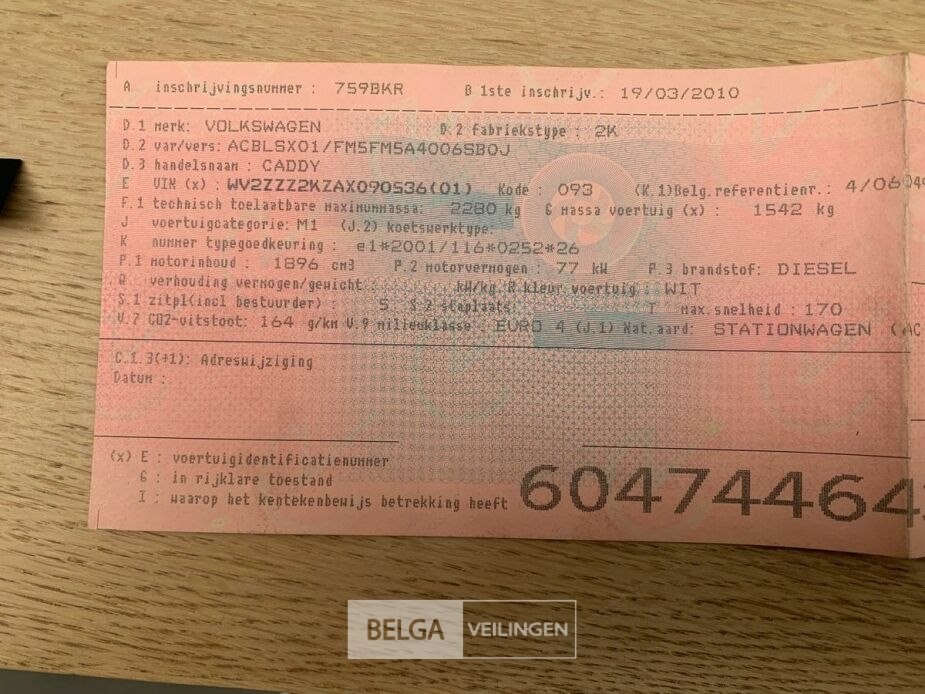 A inschrijvingsnummer : 759BKR B 1ste inschrijv.: 19/03/2010
D.1 merk: VOLKSWAGEN D.2 fabriekstype : 2K
D.2 var/vers: ACBLSX01/FM5FM5A4006SB0J
D.3 handelsnaam : CADDY
E VIN (x) : WV2ZZZ2KZAX090536(01) Kode : 093 (K.1)Belg.referentienr.: 4/0604
F.1 technisch toelaatbare maximummassa: 2280 kg G massa voertuig (x) : 1542 kg
J voertuigcategorie: M1 (J.2) koetswerktype:
K nummer typegoedkeuring : e1*2001/116*0252*26
P.1 motorinhoud : 1896 cm3 P.2 motorvermogen : 77 kW P.3 brandstof: DIESEL
Q verhouding vermogen/gewicht : kW/kg R kleur voertuig : WIT
S.1 zitpl(incl bestuurder) : 5 S.2 staplaats: T max.snelheid : 170
V.7 CO2-uitstoot: 164 g/km V.9 milieuklasse : EURO 4 (J.1) Nat.aard: STATIONWAGEN (AC
C.1.3(+1): Adreswijziging
Datum :
(x) E : voertuigidentificatienummer
G : in rijklare toestand
I : waarop het kentekenbewijs betrekking heeft
60474464
BELGA VEILINGEN